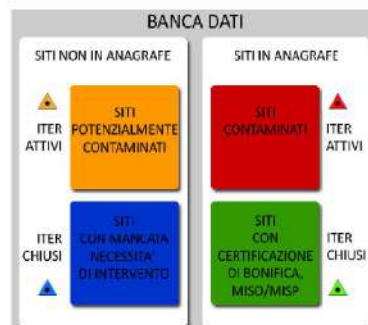 BANCA DATI
SITI NON IN ANAGRAFE
ITER
ATTIVI
SITI
POTENZIALMENTE
CONTAMINATI
ITER
CHIUSI
SITI
CON MANCATA
NECESSITA'
DI INTERVENTO
SITI IN ANAGRAFE
SITI
CONTAMINATI
ITER
ATTIVI
SITI
CON
CERTIFICAZIONE
DI BONIFICA,
MISO/MISP
ITER
CHIUSI